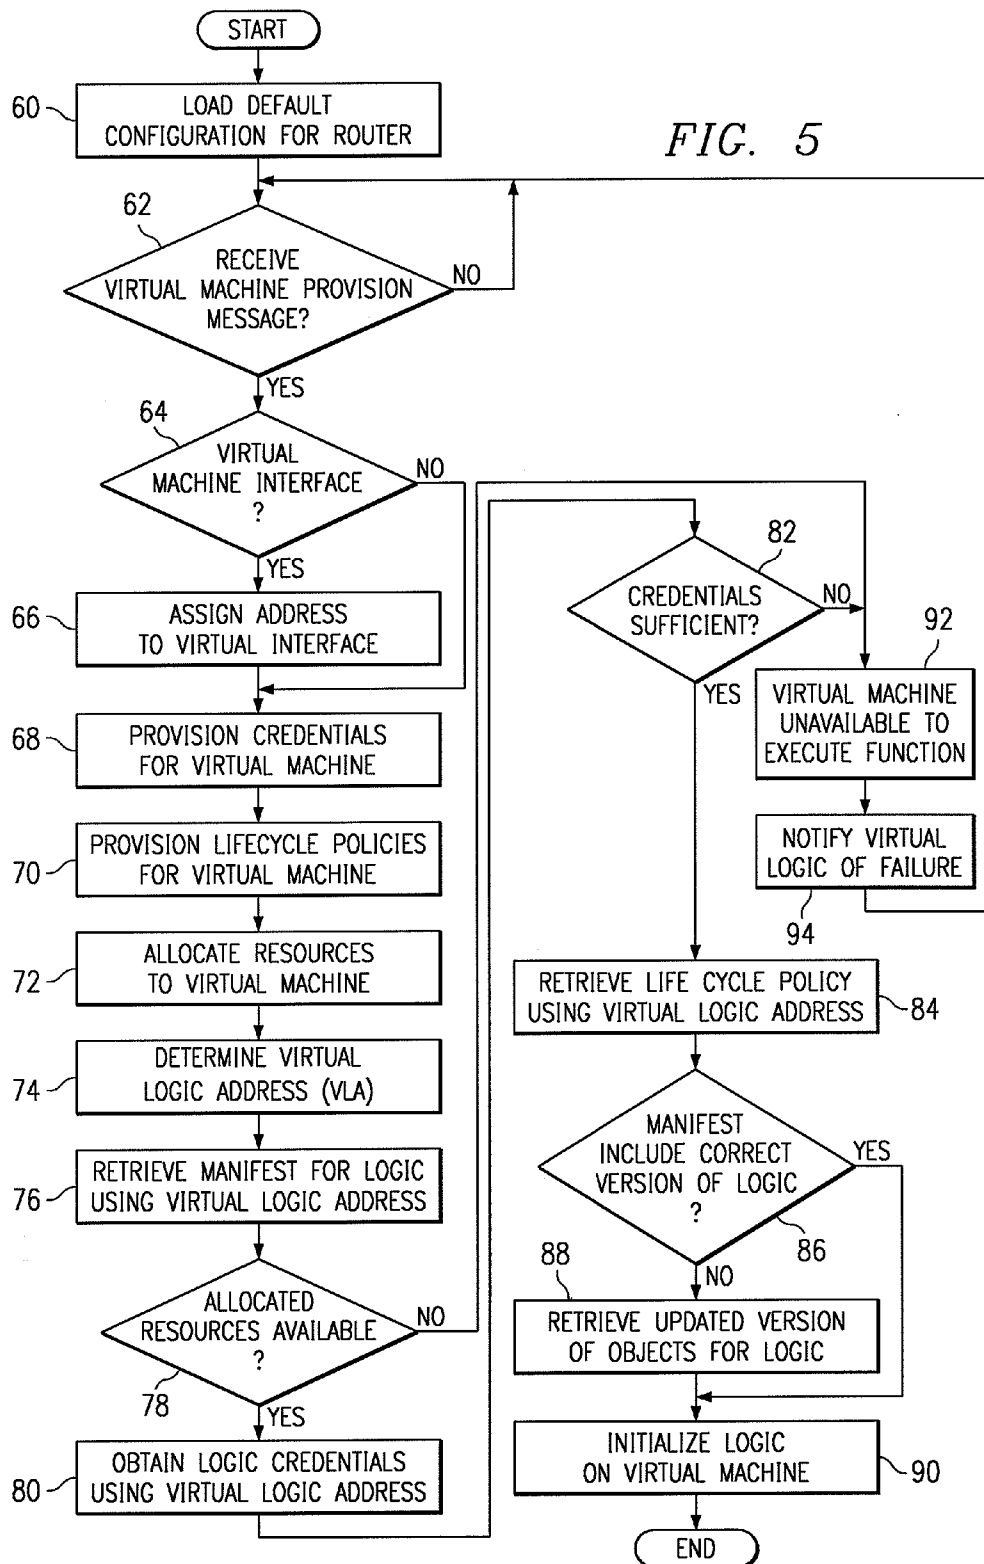 START
60
LOAD DEFAULT
CONFIGURATION FOR ROUTER
FIG. 5
62
RECEIVE
VIRTUAL MACHINE PROVISION
MESSAGE?
NO
YES
64
VIRTUAL
MACHINE INTERFACE
?
NO
YES
66
ASSIGN ADDRESS
TO VIRTUAL INTERFACE
68
PROVISION CREDENTIALS
FOR VIRTUAL MACHINE
70
PROVISION LIFECYCLE POLICIES
FOR VIRTUAL MACHINE
72
ALLOCATE RESOURCES
TO VIRTUAL MACHINE
74
DETERMINE VIRTUAL
LOGIC ADDRESS (VLA)
76
RETRIEVE MANIFEST FOR LOGIC
USING VIRTUAL LOGIC ADDRESS
ALLOCATED
RESOURCES AVAILABLE
?
NO
78
YES
80
OBTAIN LOGIC CREDENTIALS
USING VIRTUAL LOGIC ADDRESS
82
CREDENTIALS
SUFFICIENT?
NO
YES
92
VIRTUAL MACHINE
UNAVAILABLE TO
EXECUTE FUNCTION
NOTIFY VIRTUAL
LOGIC OF FAILURE
94
RETRIEVE LIFE CYCLE POLICY
USING VIRTUAL LOGIC ADDRESS
84
MANIFEST
INCLUDE CORRECT
VERSION OF LOGIC
?
YES
86
NO
88
RETRIEVE UPDATED VERSION
OF OBJECTS FOR LOGIC
INITIALIZE LOGIC
ON VIRTUAL MACHINE
90
END